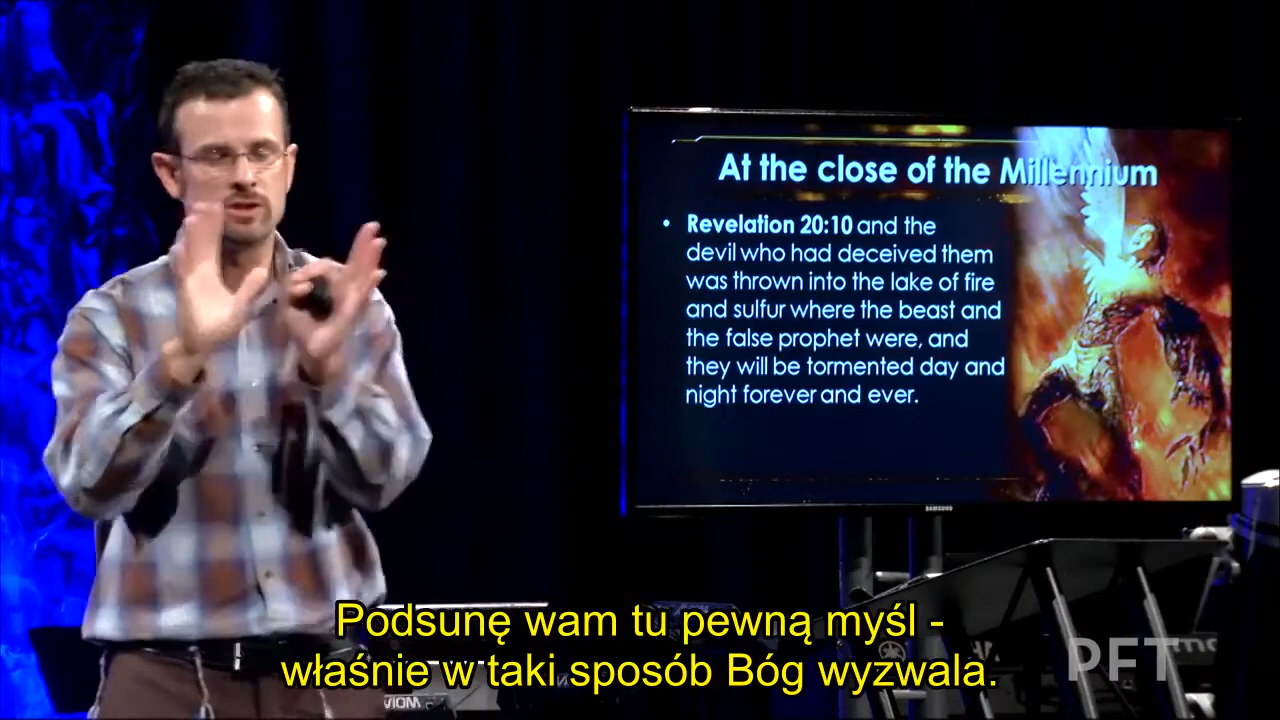 At the close of the Millennium
• Revelation 20:10 and the
devil who had deceived them
was thrown into the lake of fire
and sulfur where the beast and
the false prophet were, and
they will be tormented day and
night forever and ever.
SAMSUNG
Podsunę wam tu pewną myśl -
właśnie w taki sposób Bóg wyzwala.
PFT